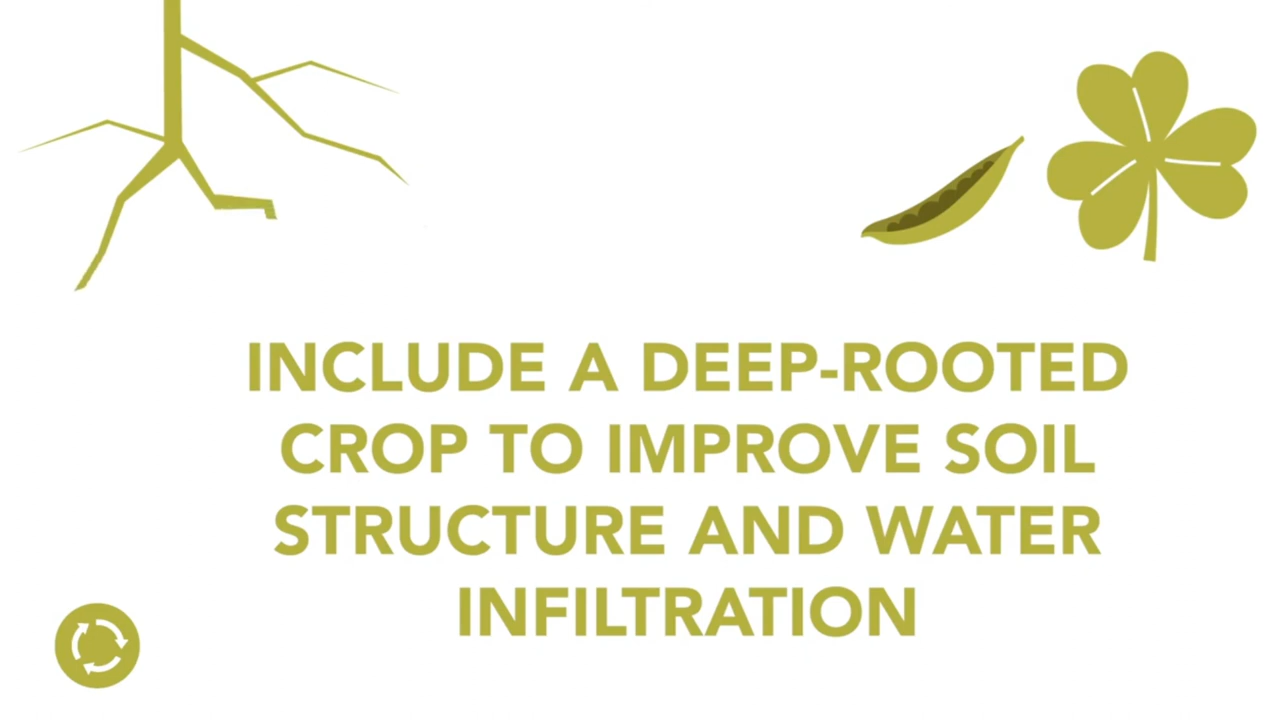 INCLUDE A DEEP-ROOTED
CROP TO IMPROVE SOIL
STRUCTURE AND WATER
INFILTRATION